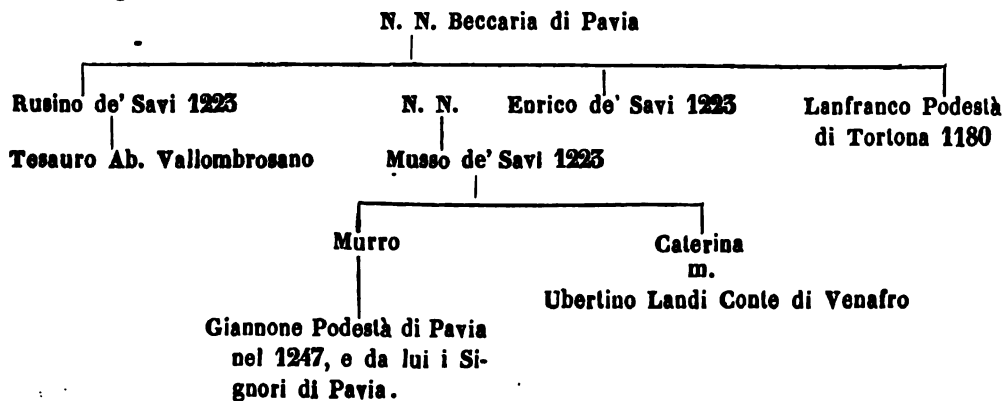 N. N. Beccaria di Pavia
Rusino de' Savi 1223
N. N.
Enrico de' Savi 1223
Lanfranco Podestà
di Tortona 1180
Tesauro Ab. Vallombrosano
Musso de' Savi 1223
Murro
Caterina
m.
Ubertino Landi Conte di Venafro
Giannone Podestà di Pavia
nel 1247, e da lui i Si-
gnori di Pavia.